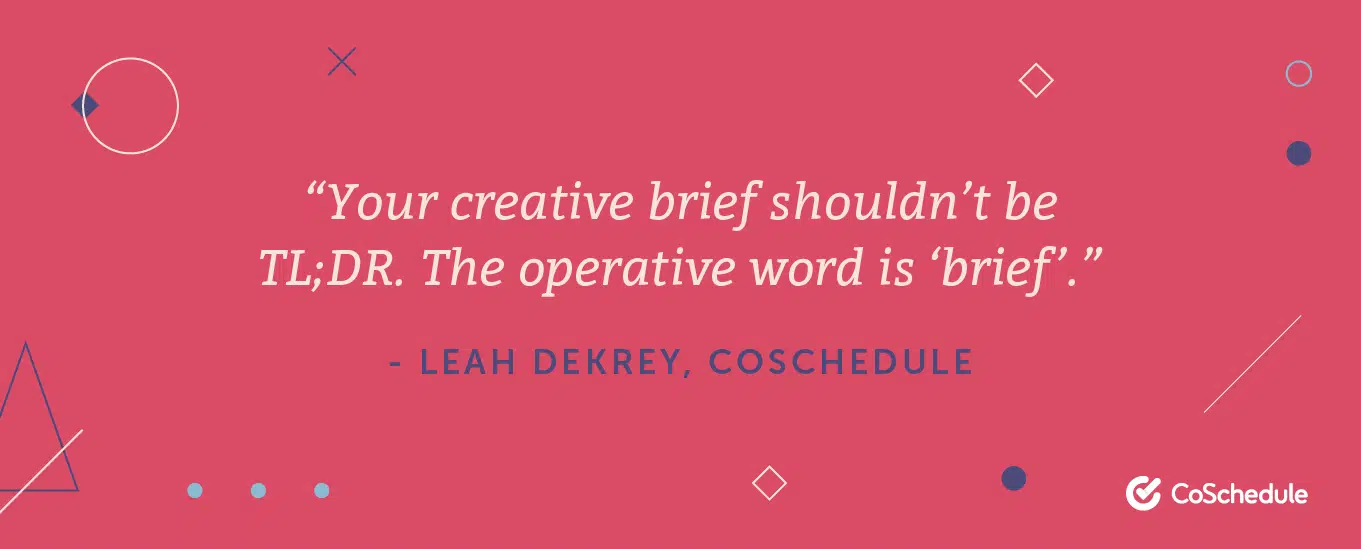 “Your creative brief shouldn’t be
TL;DR. The operative word is ‘brief’.”
- LEAH DEKREY, COSCHEDULE
CoSchedule